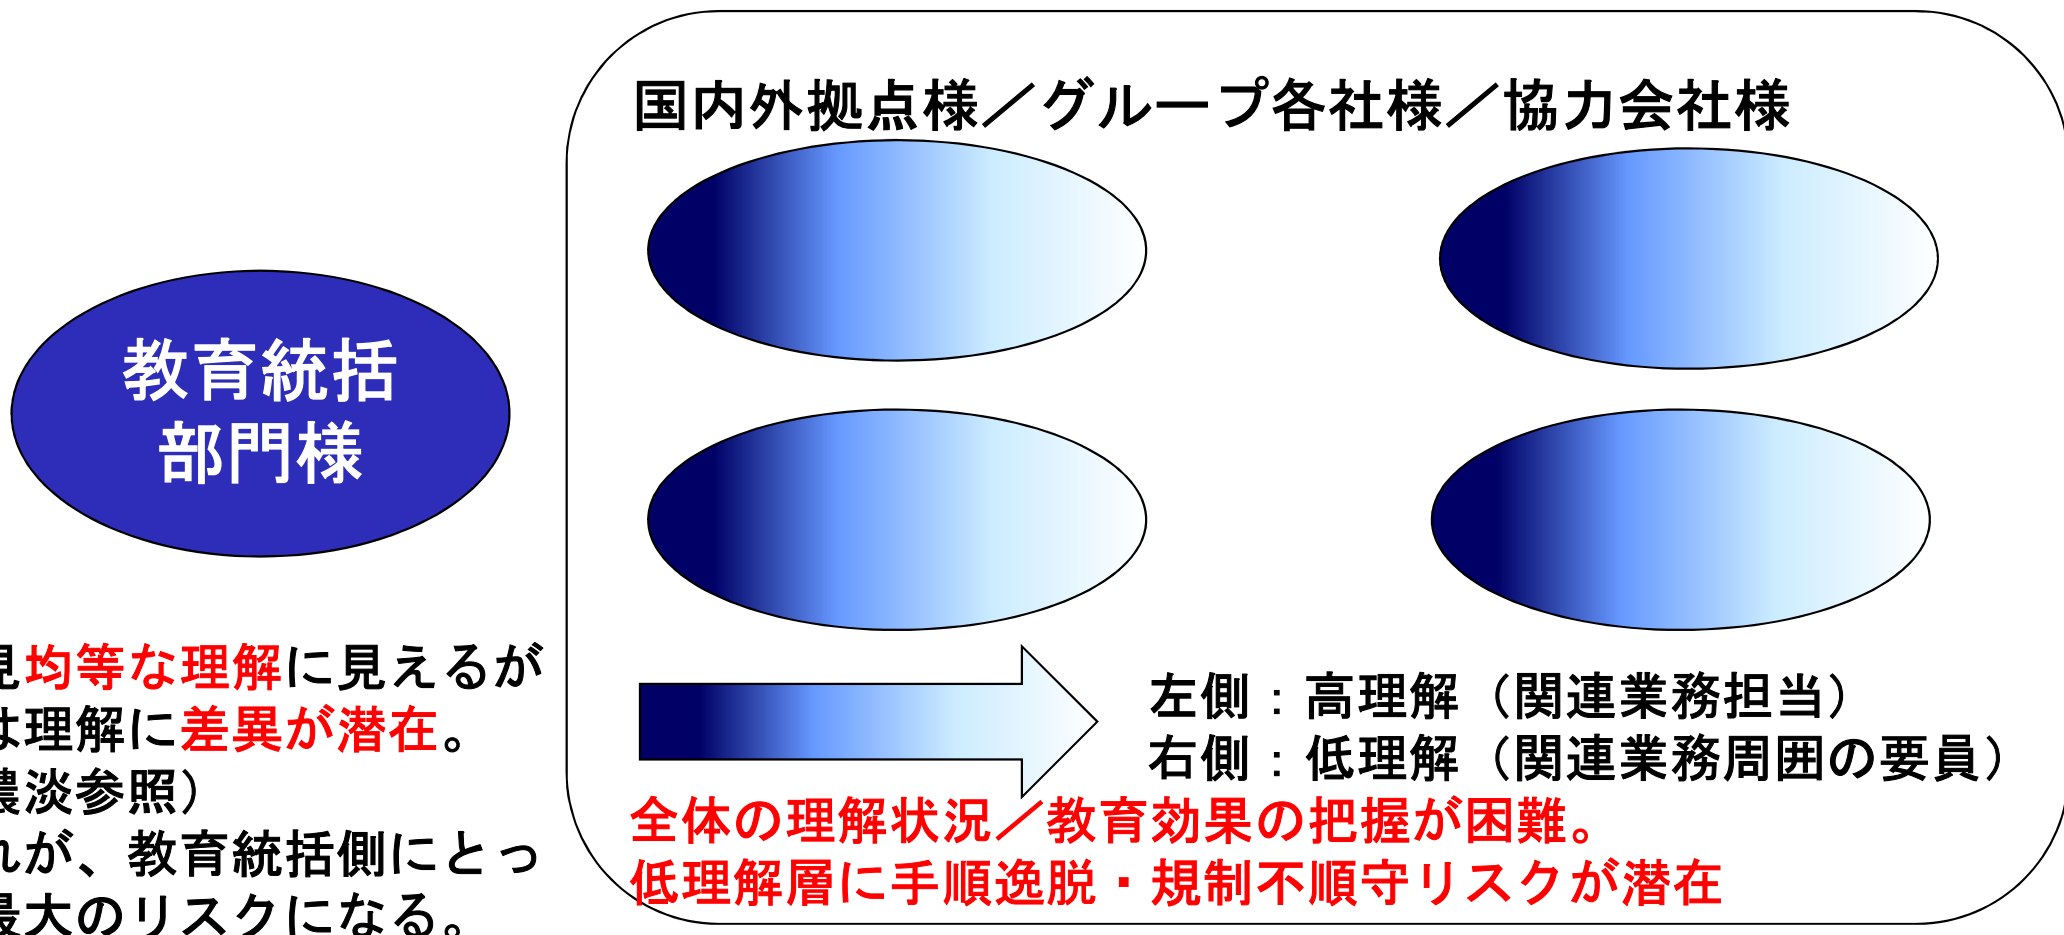 国内外拠点様／グループ各社様／協力会社様
教育統括
部門様
見均等な理解に見えるが
は理解に差異が潜在。
濃淡参照）
れが、教育統括側にとっ
最大のリスクになる。
左側：高理解（関連業務担当）
右側：低理解（関連業務周囲の要員）
全体の理解状況／教育効果の把握が困難。
低理解層に手順逸脱・規制不順守リスクが潜在